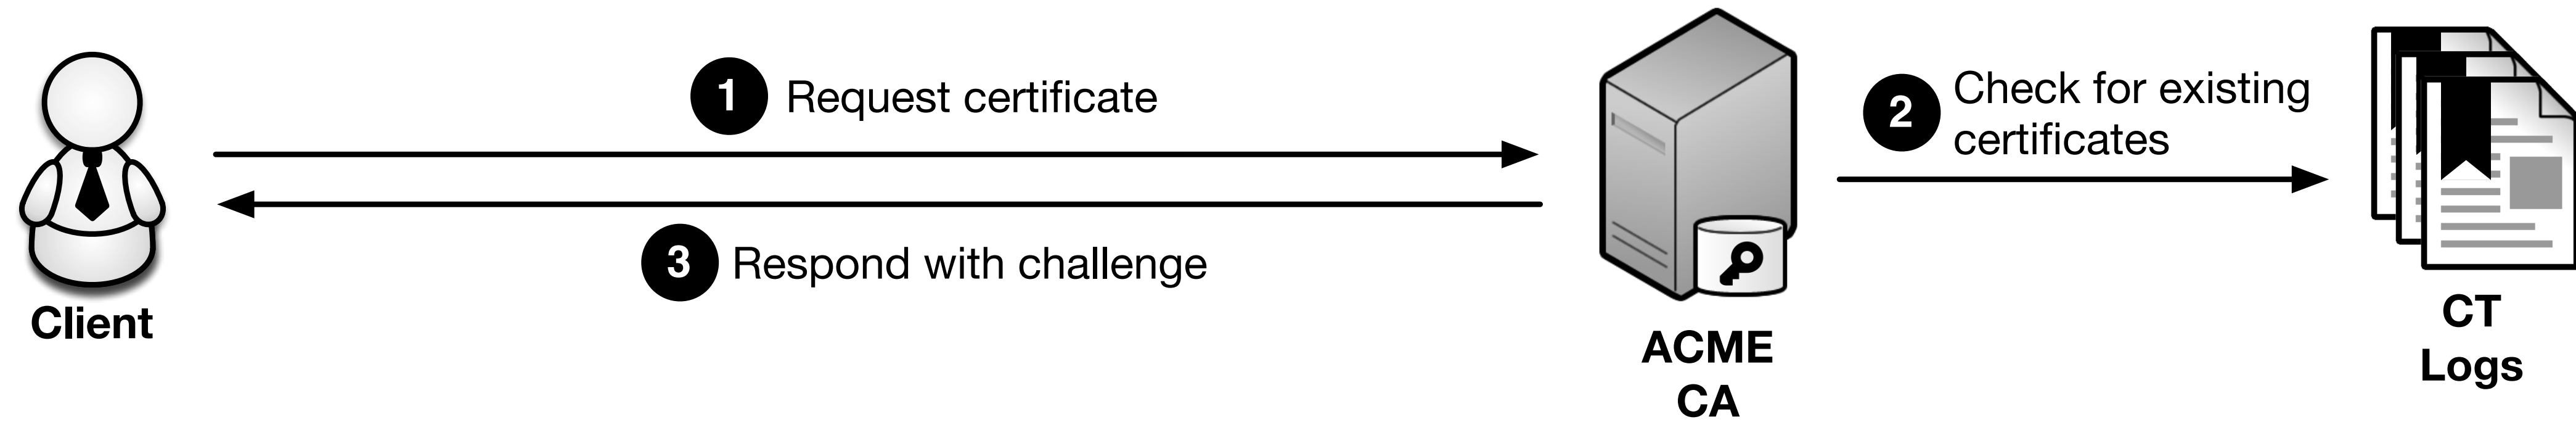 1 Request certificate
2 Check for existing
certificates
3 Respond with challenge
Client
ACME
CA
CT
Logs